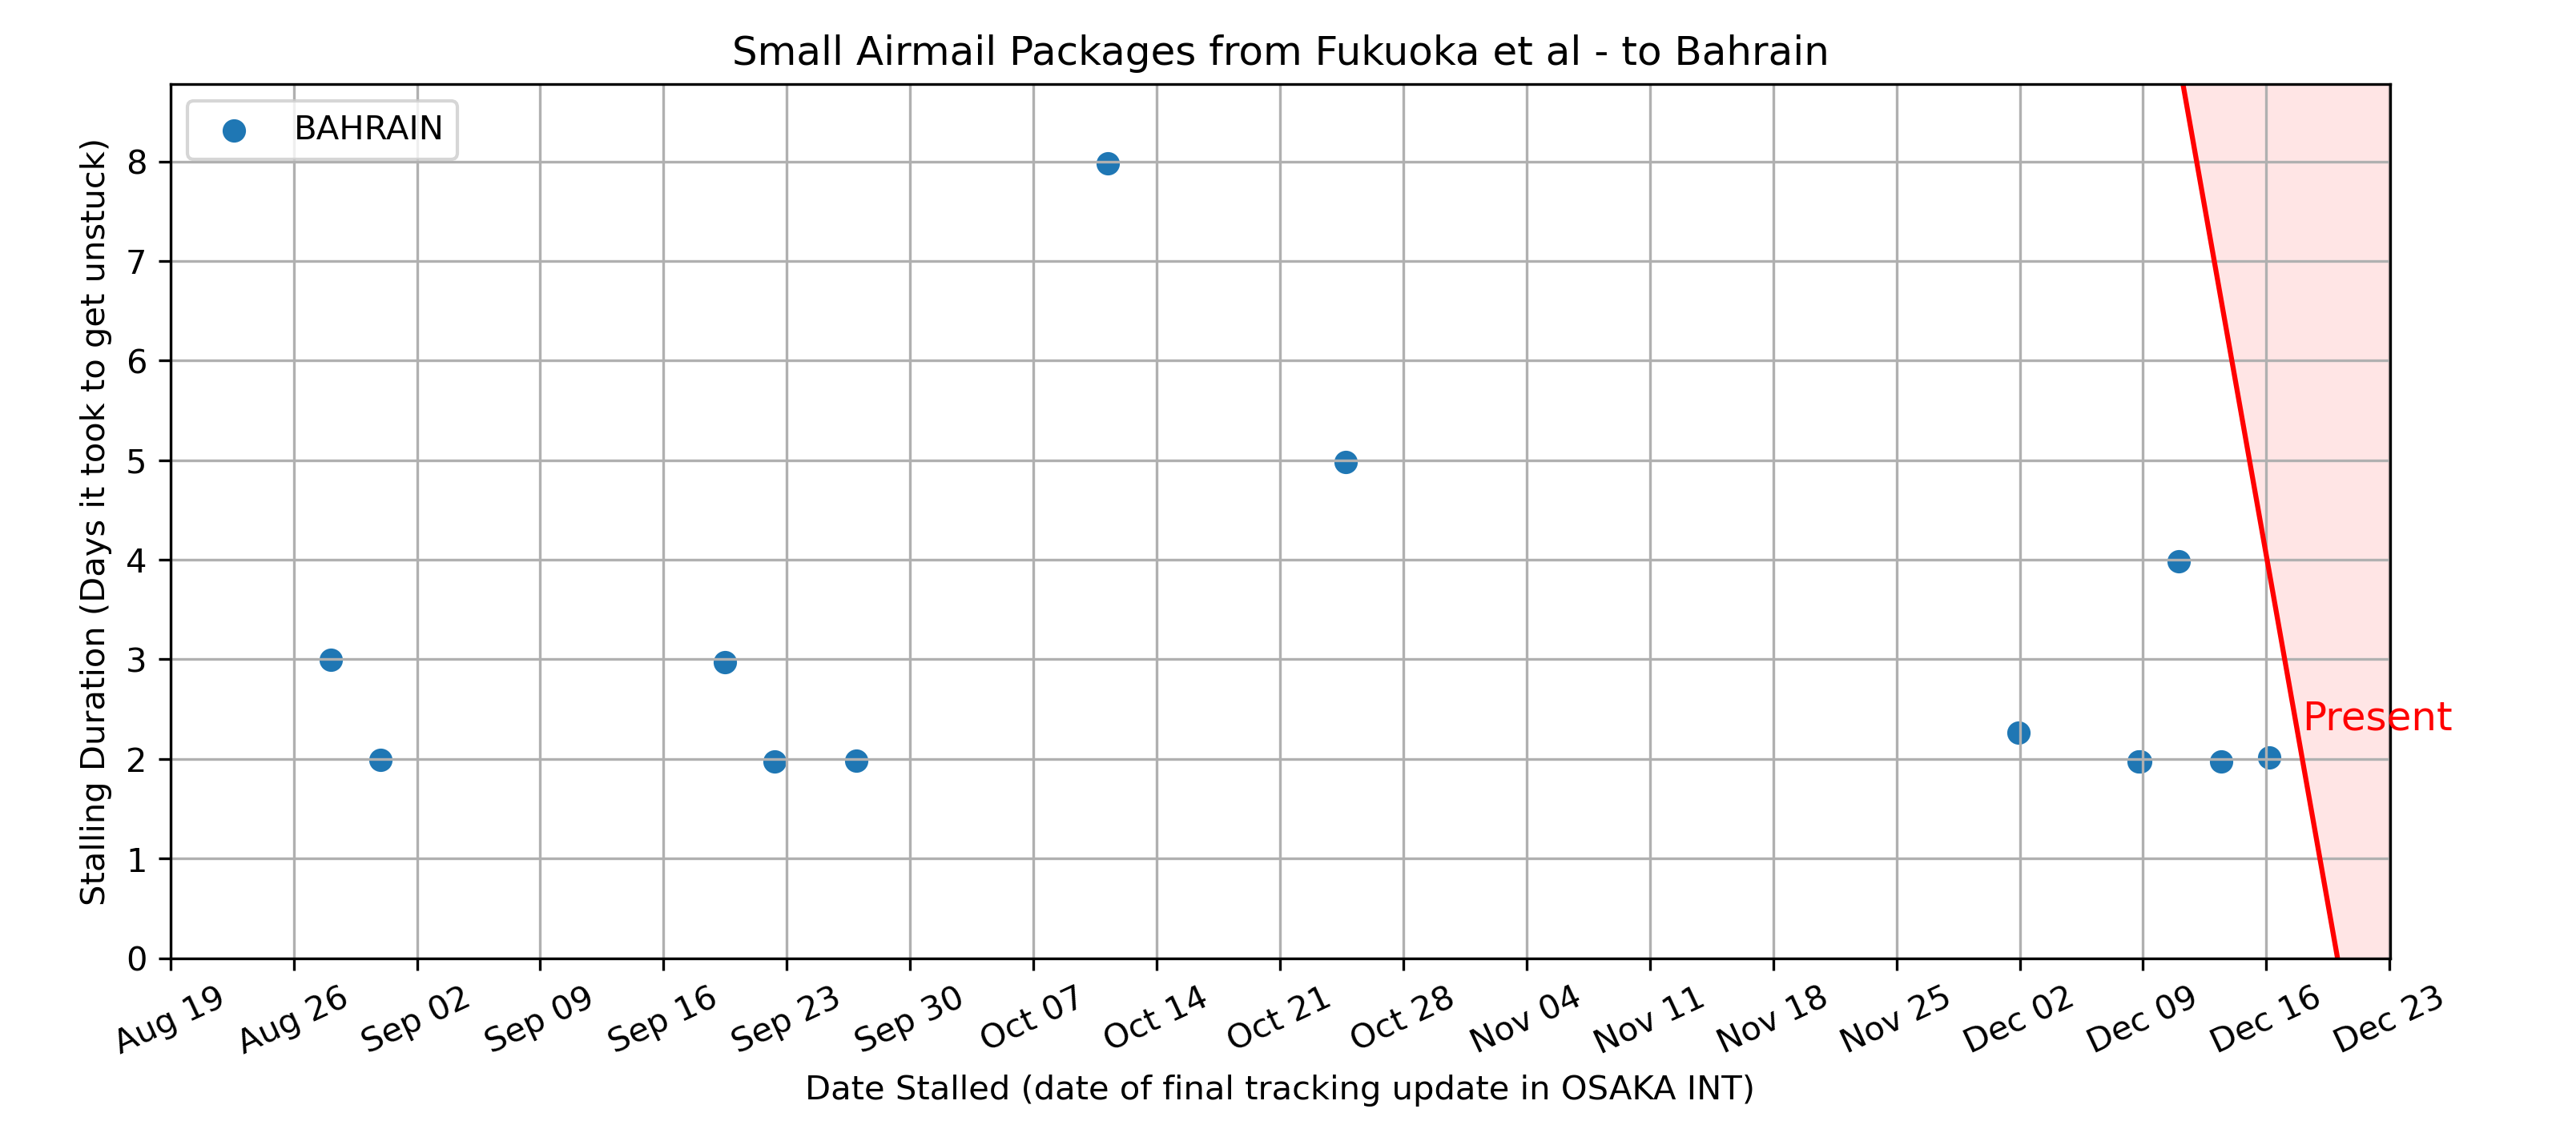 Small Airmail Packages from Fukuoka et al - to Bahrain
BAHRAIN
Stalling Duration (Days it took to get unstuck)
8
7
6
5
4
3
2
1
0
Present
Aug 19 Aug 26 Sep 02 Sep 09 Sep 16 Sep 23 Sep 30 Oct 07 Oct 14 Oct 21 Oct 28 Nov 04 Nov 11 Nov 18 Nov 25 Dec 02 Dec 09 Dec 16 Dec 23
Date Stalled (date of final tracking update in OSAKA INT)